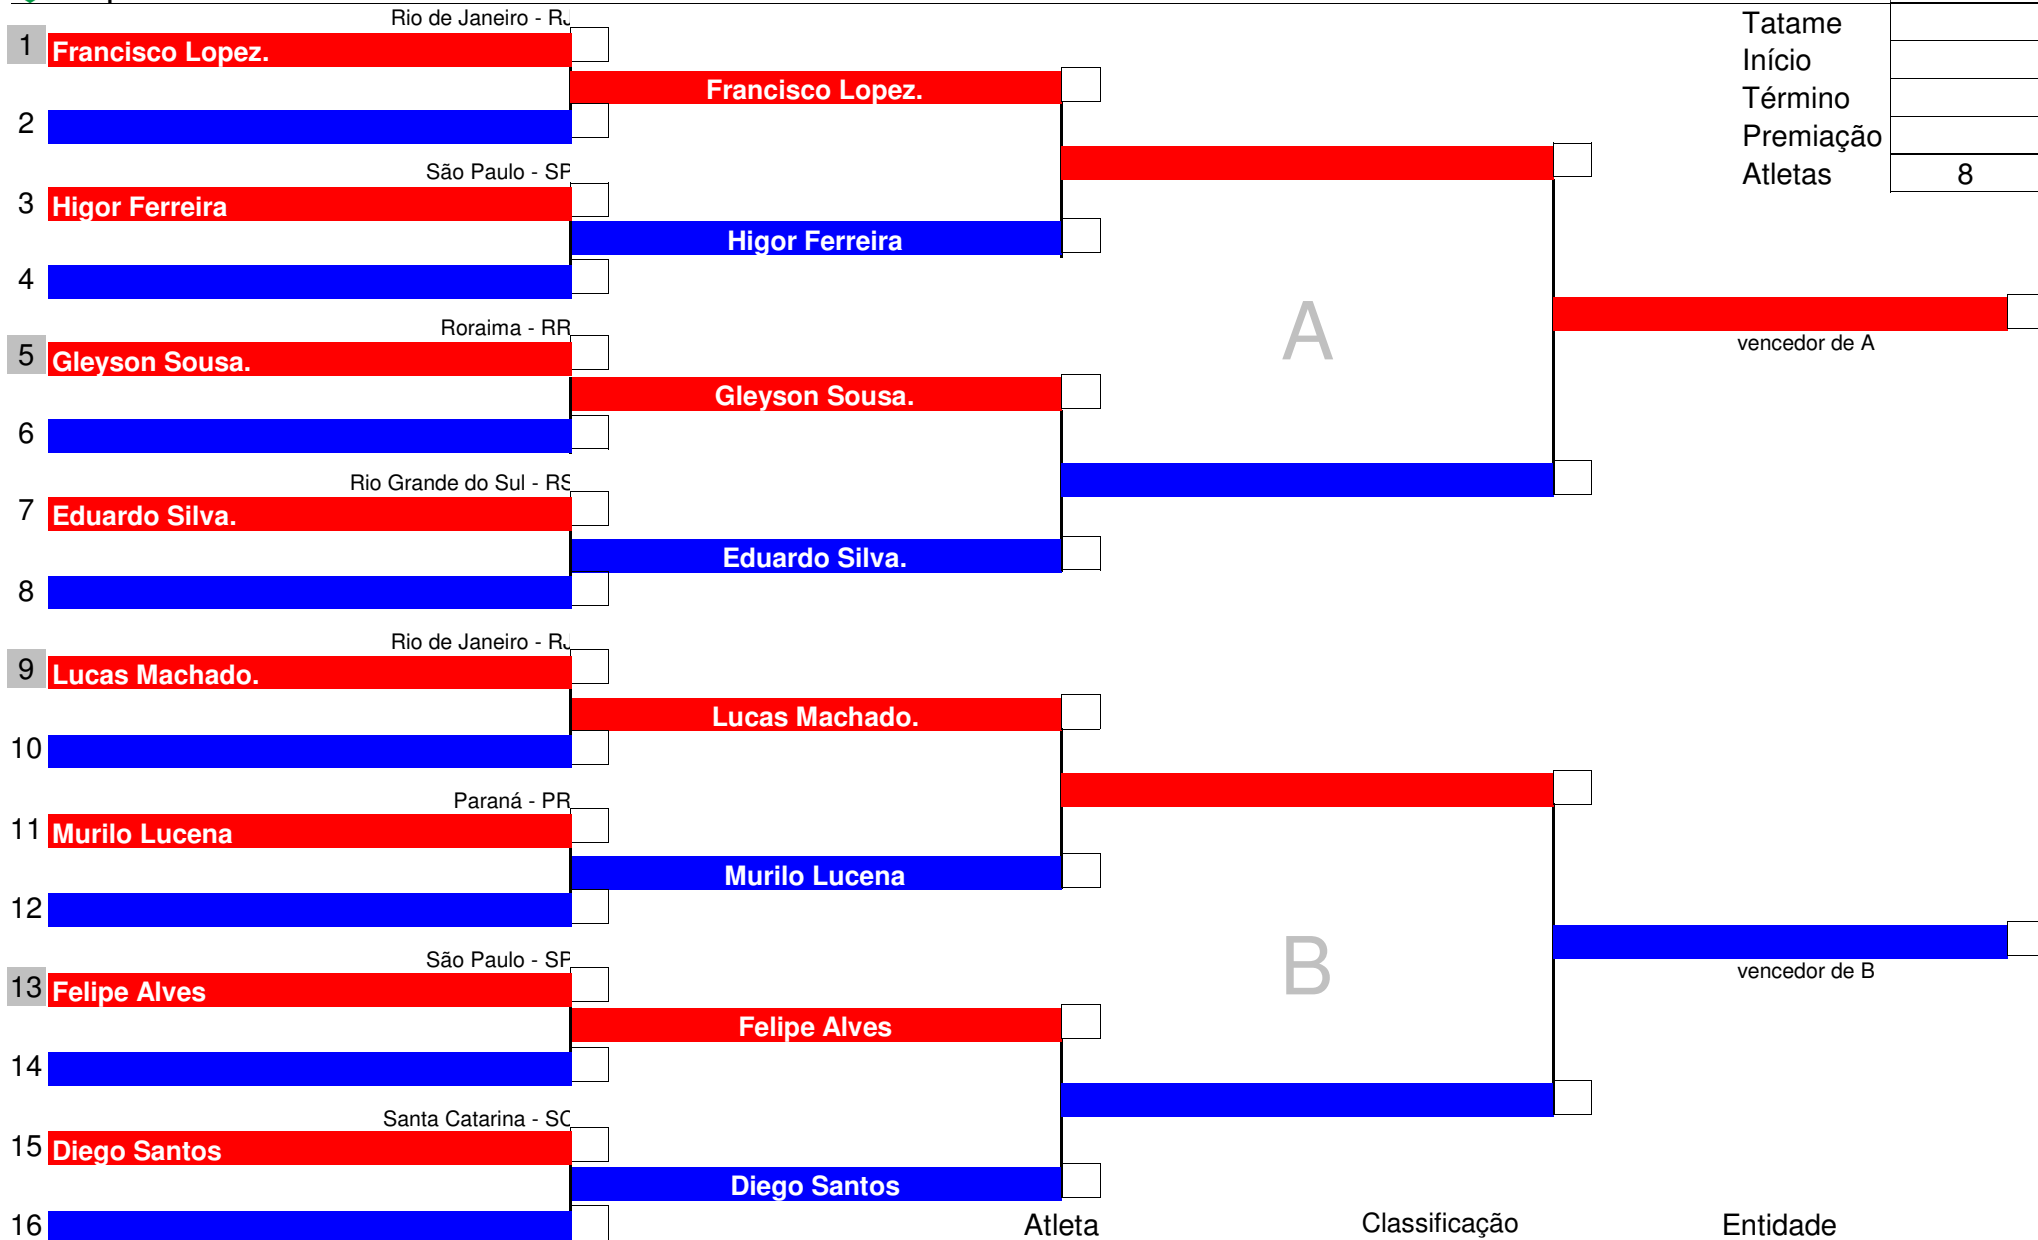 Rio de Janeiro - RJ
Tatame
1 Francisco Lopez.
Início
Francisco Lopez.
Término
2
Premiação
São Paulo - SP
Atletas 8
3 Higor Ferreira
Higor Ferreira
4
Roraima - RR
A
vencedor de A
5 Gleyson Sousa.
Gleyson Sousa.
6
Rio Grande do Sul - RS
7 Eduardo Silva.
Eduardo Silva.
8
Rio de Janeiro - RJ
9 Lucas Machado.
Lucas Machado.
10
Paraná - PR
11 Murilo Lucena
Murilo Lucena
12
São Paulo - SP
B
vencedor de B
13 Felipe Alves
Felipe Alves
14
Santa Catarina - SC
15 Diego Santos
Diego Santos
16
Atleta Classificação Entidade